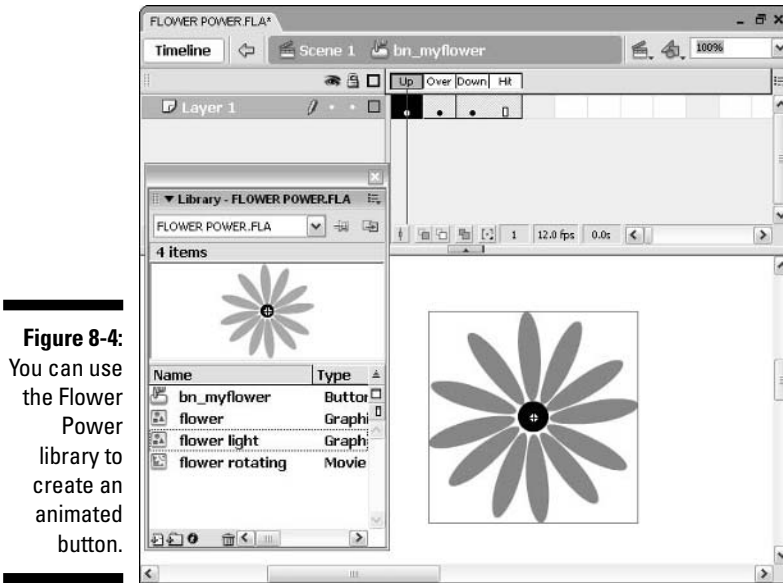 FLOWER POWER.FLA*
Timeline Scene 1 bn_myflower 100%
Up Over Down Hit
Layer 1
Library - FLOWER POWER.FLA
FLOWER POWER.FLA
1 12.0 fps 0.0s
4 items
Name Type
bn_myflower Buttor
flower Graphi
flower light Graph
flower rotating Movie
Figure 8-4:
You can use
the Flower
Power
library to
create an
animated
button.